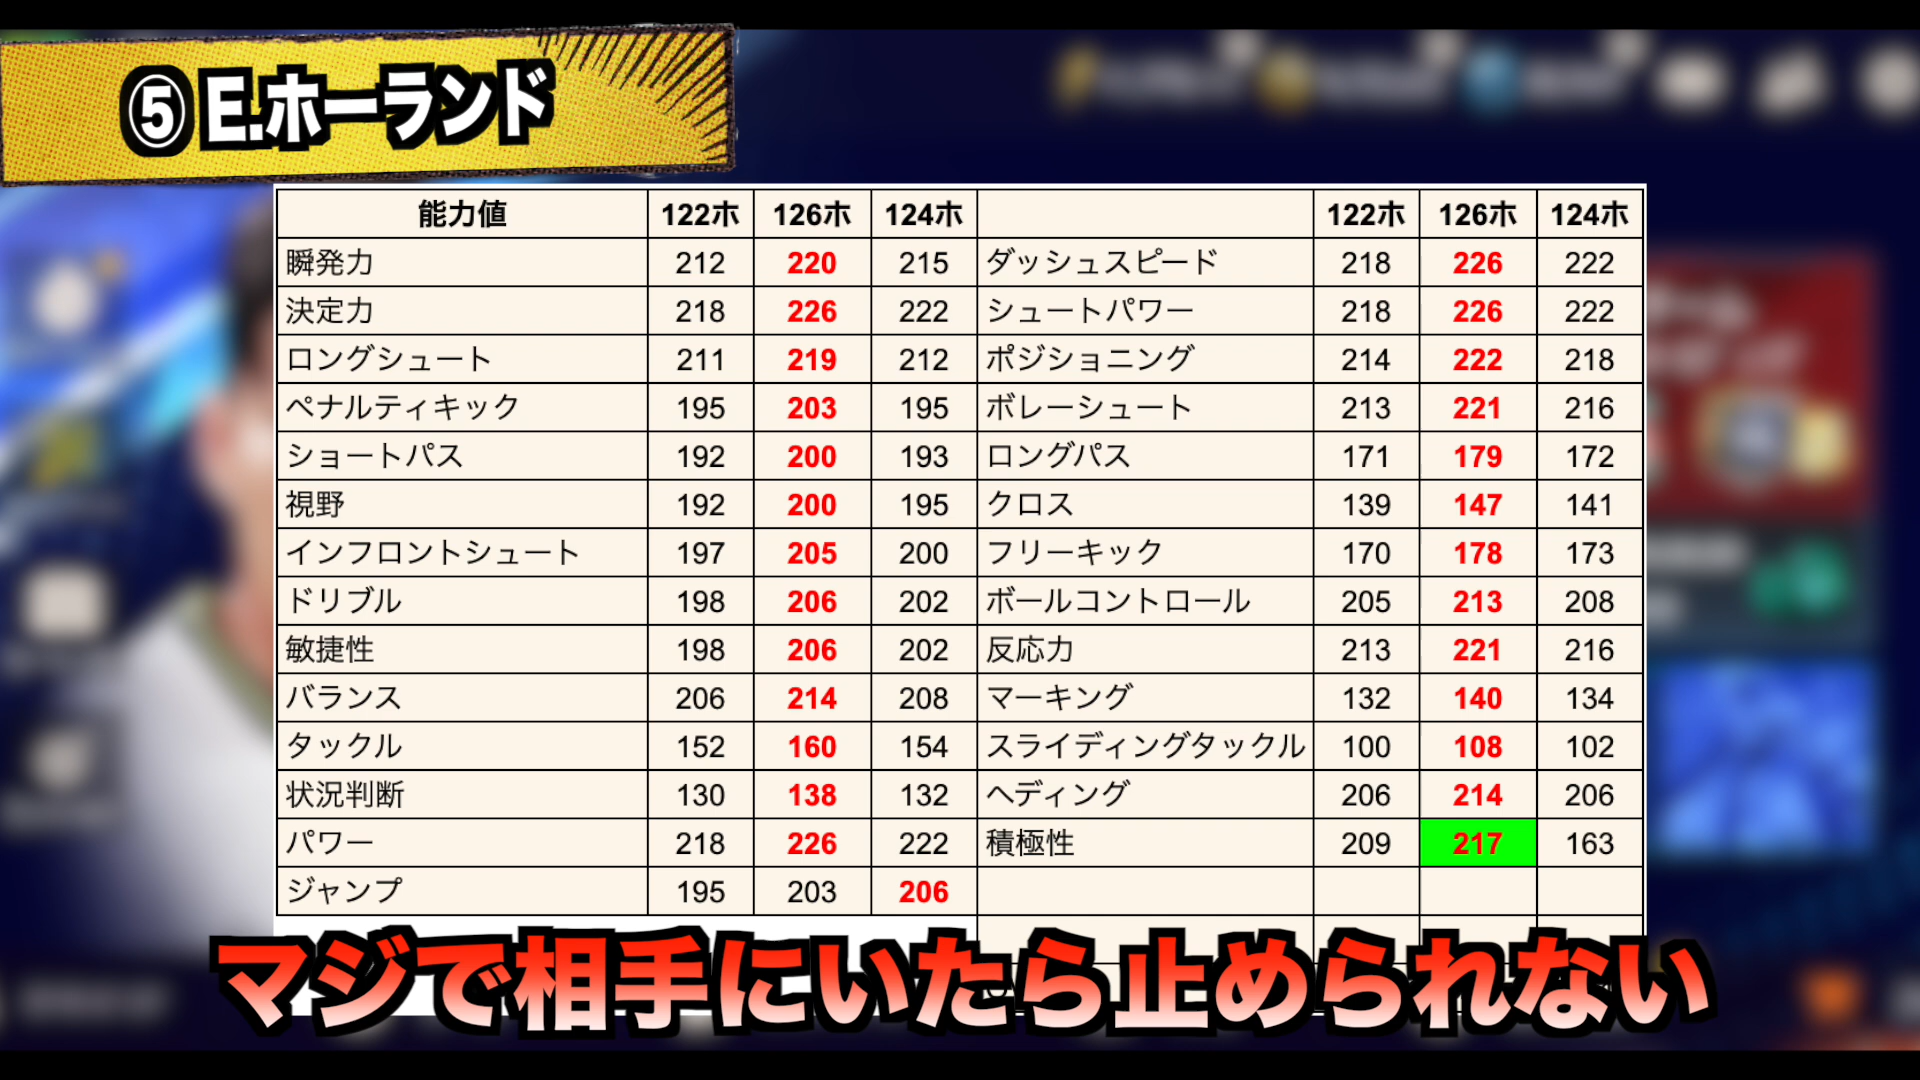 ⑤E.ホーランド
能力値 122ホ 126ホ 124ホ 122ホ 126ホ 124ホ
瞬発力 212 220 215 ダッシュスピード 218 226 222
決定力 218 226 222 シュートパワー 218 226 222
ロングシュート 211 219 212 ポジショニング 214 222 218
ペナルティキック 195 203 195 ボレーシュート 213 221 216
ショートパス 192 200 193 ロングパス 171 179 172
視野 192 200 195 クロス 139 147 141
インフロントシュート 197 205 200 フリーキック 170 178 173
ドリブル 198 206 202 ボールコントロール 205 213 208
敏捷性 198 206 202 反応力 213 221 216
バランス 206 214 208 マーキング 132 140 134
タックル 152 160 154 スライディングタックル 100 108 102
状況判断 130 138 132 ヘディング 206 214 206
パワー 218 226 222 積極性 209 217 163
ジャンプ 195 203 206
マジで相手にいたら止められない